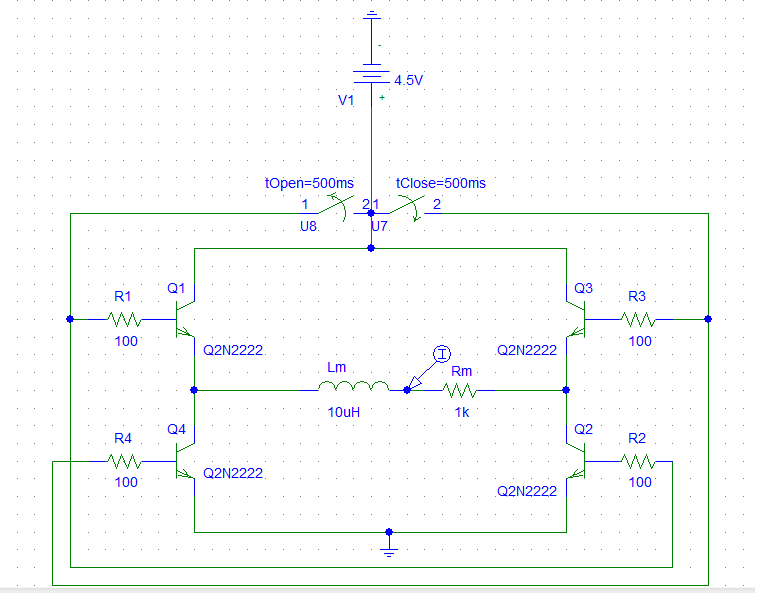 -
4.5V
V1
+
tOpen=500ms
tClose=500ms
1
2
1
2
U8
U7
Q1
Q3
R1
R3
100
100
Q2N2222
Q2N2222
I
Lm
Rm
10uH
1k
Q4
Q2
R4
R2
Q2N2222
100
100
Q2N2222